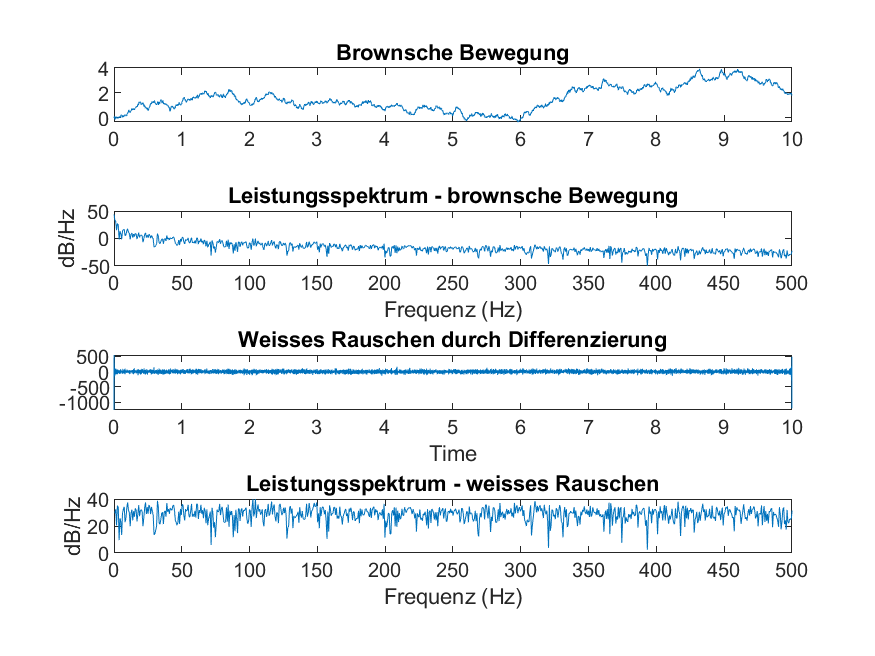 Brownsche Bewegung
4
2
0
0 1 2 3 4 5 6 7 8 9 10
Leistungsspektrum - brownsche Bewegung
dB/Hz
50
0
-50
0 50 100 150 200 250 300 350 400 450 500
Frequenz (Hz)
Weisses Rauschen durch Differenzierung
500
0
-500
-1000
0 1 2 3 4 5 6 7 8 9 10
Time
Leistungsspektrum - weisses Rauschen
dB/Hz
40
20
0
0 50 100 150 200 250 300 350 400 450 500
Frequenz (Hz)